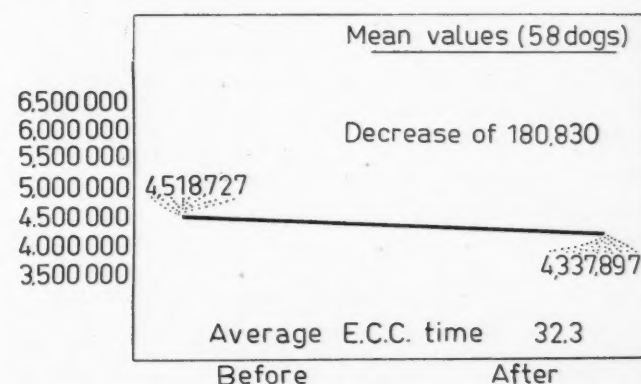 Mean values (58 dogs)
6,500 000
6,000 000
Decrease of 180,830
5,500 000
5,000 000
4,518,727
4,500 000
4,000 000
4,337,897
3,500 000
Average E.C.C. time 32.3
Before After